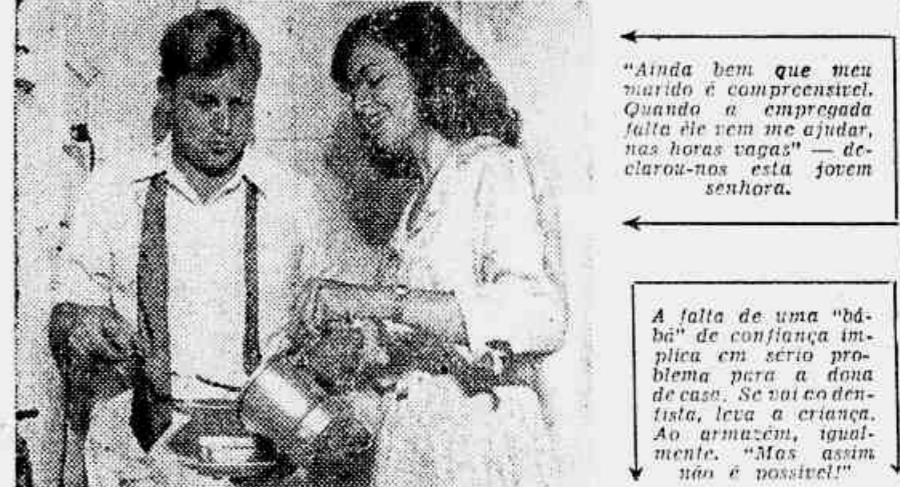 "Ainda bem que meu
marido é compreensivel.
Quando a empregada
falta êle vem me ajudar,
nas horas vagas" — de-
clarou-nos esta jovem
senhora.
A falta de uma "bá-
bá" de confiança im-
plica em sério pro-
blema para a dona
de casa. Se vai ao den-
tista, leva a criança.
Ao armazém, igual-
mente. "Mas assim
não é possivel!"